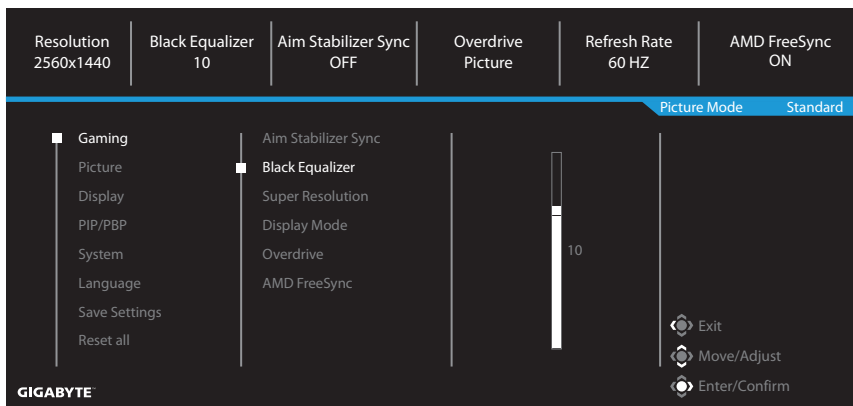 Resolution
2560x1440
Black Equalizer
10
Aim Stabilizer Sync
OFF
Overdrive
Picture
Refresh Rate
60 HZ
AMD FreeSync
ON
Picture Mode Standard
Gaming
Picture
Display
PIP/PBP
System
Language
Save Settings
Reset all
Aim Stabilizer Sync
Black Equalizer
Super Resolution
Display Mode
Overdrive
AMD FreeSync
10
Exit
Move/Adjust
Enter/Confirm
GIGABYTE™